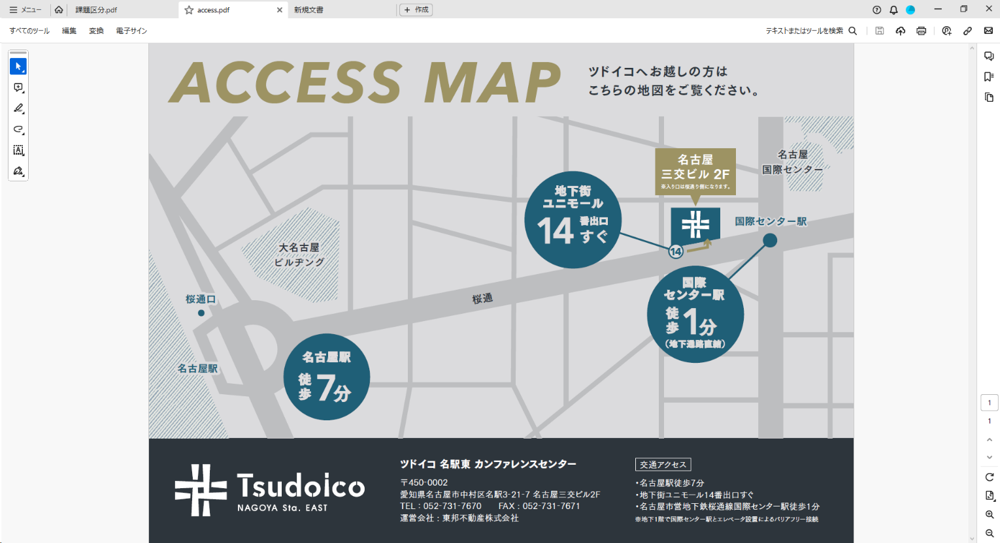 メニュー
課題区分.pdf
access.pdf
新規文書
作成
すべてのツール
編集
変換
電子サイン
テキストまたはツールを検索
ACCESS MAP
ツドイコへお越しの方は
こちらの地図をご覧ください。
名古屋
三交ビル 2F
※入り口は桜通り側になります。
名古屋
国際センター
地下街
ユニモール
14 番出口
すぐ
国際センター駅
14
大名古屋
ビルヂング
国際
センター駅
徒歩 1分
(地下通路直結)
桜通
桜通口
名古屋駅
名古屋駅
徒歩 7分
Tsudoico
NAGOYA Sta. EAST
ツドイコ 名駅東 カンファレンスセンター
〒450-0002
愛知県名古屋市中村区名駅3-21-7 名古屋三交ビル2F
TEL : 052-731-7670 FAX : 052-731-7671
運営会社 : 東邦不動産株式会社
交通アクセス
・名古屋駅徒歩7分
・地下街ユニモール14番出口すぐ
・名古屋市営地下鉄桜通線国際センター駅徒歩1分
※地下1階で国際センター駅とエレベータ設置によるバリアフリー接続
1
1